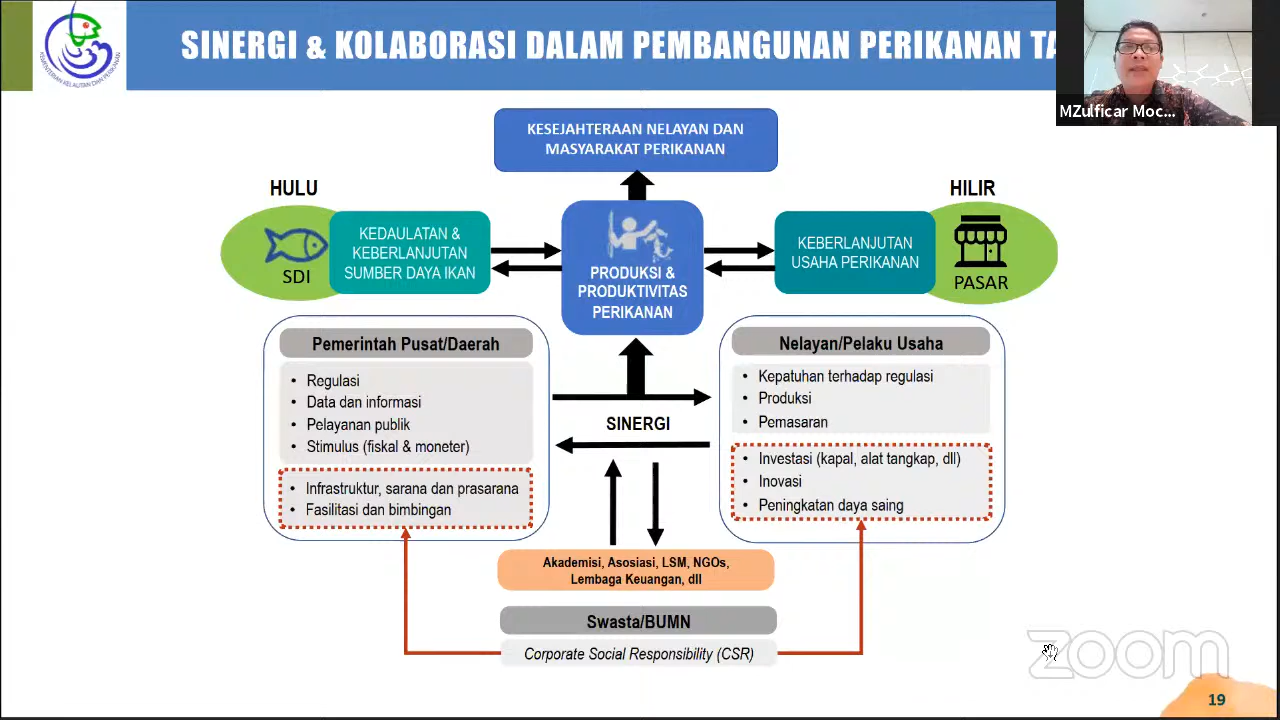 SINERGI & KOLABORASI DALAM PEMBANGUNAN PERIKANAN TA
KEMENTERIAN KELAUTAN DAN PERIKANAN
MZulficar Moc...
KESEJAHTERAAN NELAYAN DAN
MASYARAKAT PERIKANAN
HULU
SDI
KEDAULATAN &
KEBERLANJUTAN
SUMBER DAYA IKAN
PRODUKSI &
PRODUKTIVITAS
PERIKANAN
KEBERLANJUTAN
USAHA PERIKANAN
HILIR
PASAR
Pemerintah Pusat/Daerah
• Regulasi
• Data dan informasi
• Pelayanan publik
• Stimulus (fiskal & moneter)
• Infrastruktur, sarana dan prasarana
• Fasilitasi dan bimbingan
SINERGI
Nelayan/Pelaku Usaha
• Kepatuhan terhadap regulasi
• Produksi
• Pemasaran
• Investasi (kapal, alat tangkap, dll)
• Inovasi
• Peningkatan daya saing
Akademisi, Asosiasi, LSM, NGOs,
Lembaga Keuangan, dll
Swasta/BUMN
Corporate Social Responsibility (CSR)
zoom
19